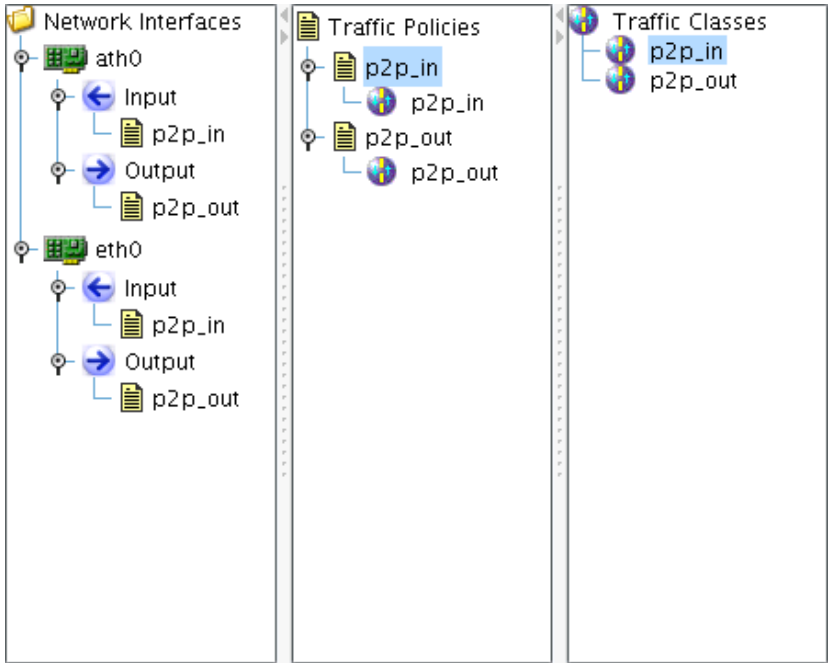 Network Interfaces
ath0
Input
p2p_in
Output
p2p_out
eth0
Input
p2p_in
Output
p2p_out
Traffic Policies
p2p_in
p2p_in
p2p_out
p2p_out
Traffic Classes
p2p_in
p2p_out